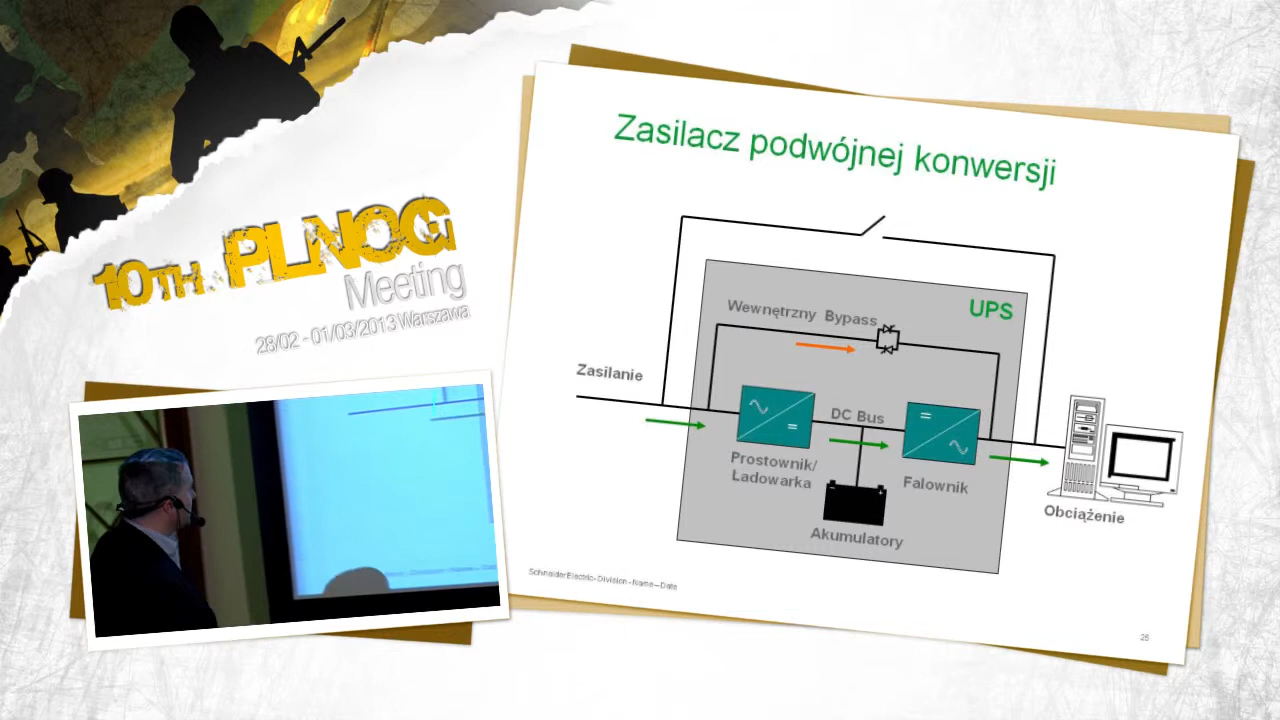 10TH PLNOG
Meeting
28/02 - 01/03/2013 Warszawa
Zasilacz podwójnej konwersji
UPS
Wewnętrzny Bypass
Zasilanie
DC Bus
Prostownik/
Ładowarka
Falownik
Akumulatory
Obciążenie
Schneider Electric - Division - Name – Date
26